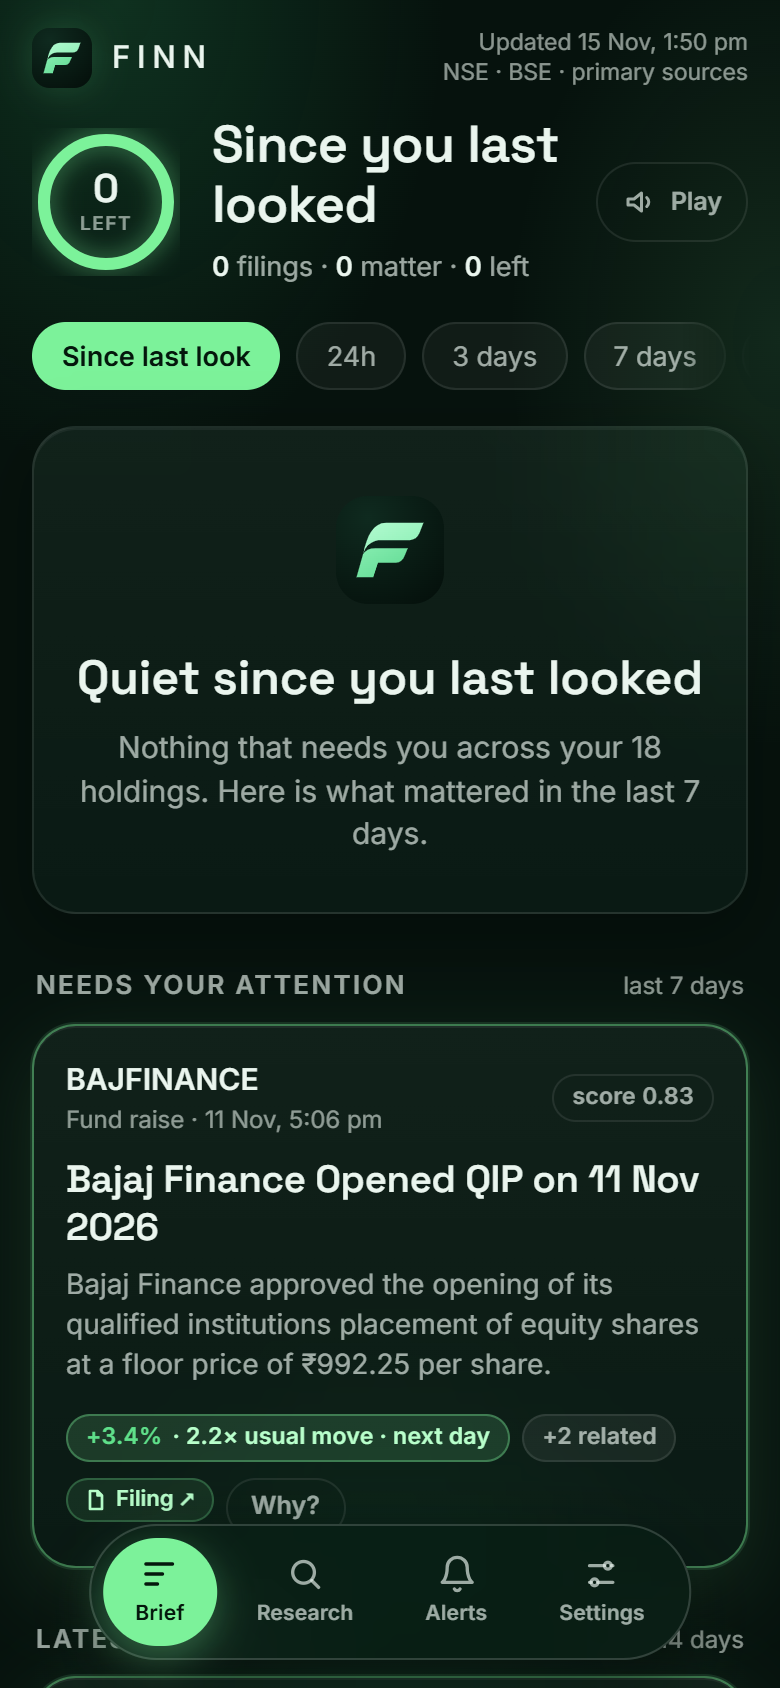 FINN
Updated 15 Nov, 1:50 pm
NSE · BSE · primary sources
0
LEFT
Since you last
looked
0 filings · 0 matter · 0 left
Play
Since last look
24h
3 days
7 days
Quiet since you last looked
Nothing that needs you across your 18
holdings. Here is what mattered in the last 7
days.
NEEDS YOUR ATTENTION
last 7 days
BAJFINANCE
Fund raise · 11 Nov, 5:06 pm
score 0.83
Bajaj Finance Opened QIP on 11 Nov
2026
Bajaj Finance approved the opening of its
qualified institutions placement of equity shares
at a floor price of ₹992.25 per share.
+3.4% · 2.2× usual move · next day
+2 related
Filing ↗
Why?
Brief
Research
Alerts
Settings
days